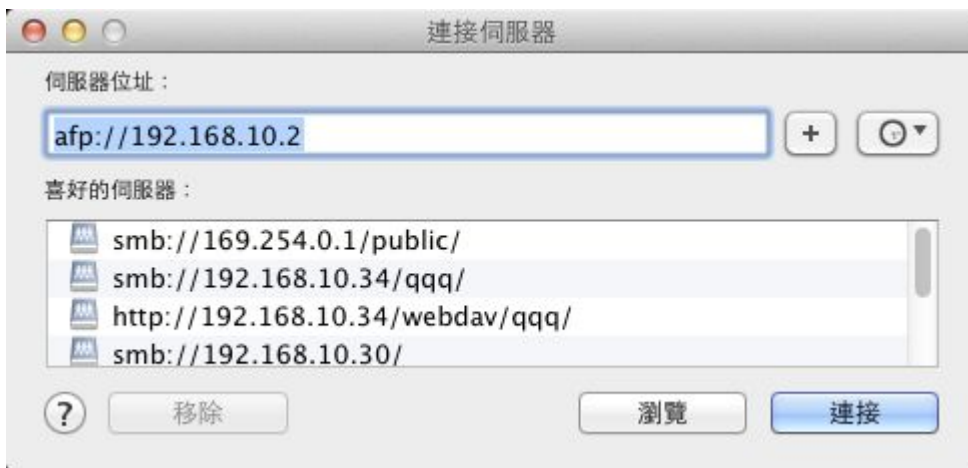 連接伺服器
伺服器位址：
afp://192.168.10.2
+
喜好的伺服器：
smb://169.254.0.1/public/
smb://192.168.10.34/qqq/
http://192.168.10.34/webdav/qqq/
smb://192.168.10.30/
?
移除
瀏覽
連接